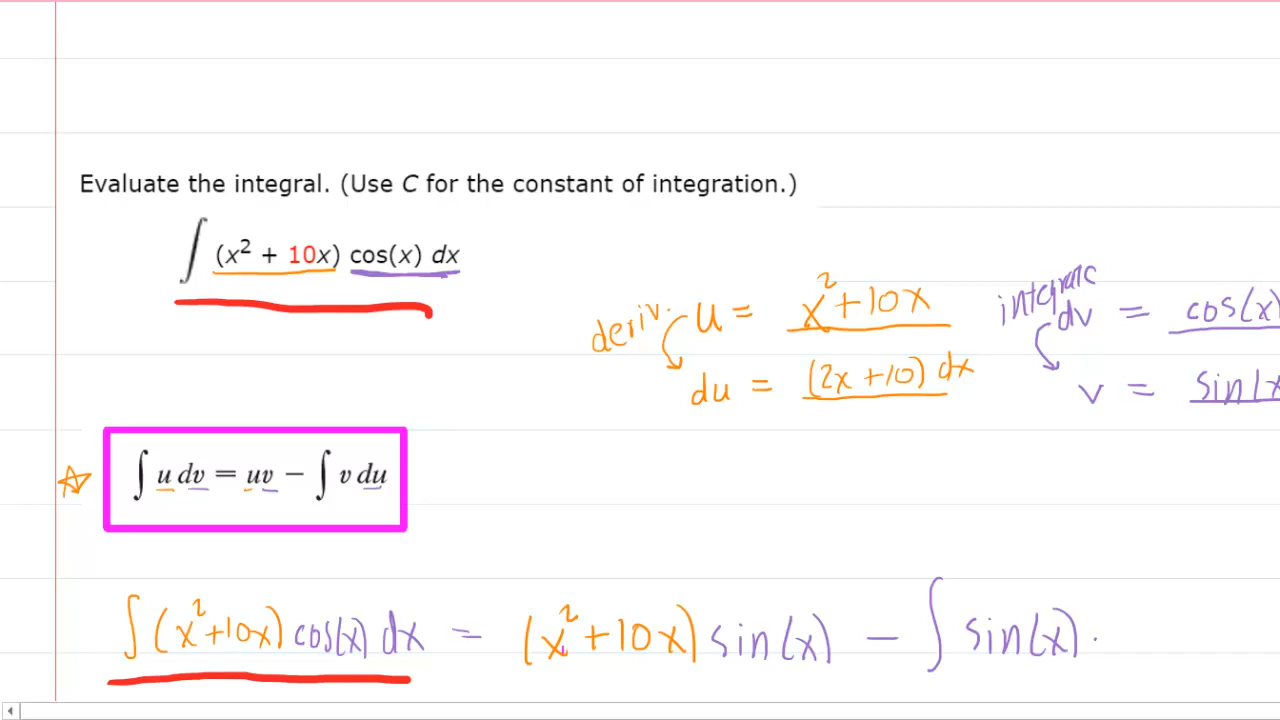 Evaluate the integral. (Use C for the constant of integration.)
∫ (x² + 10x) cos(x) dx
deriv. u = x² + 10x
du = (2x + 10) dx
dv = cos(x)
v = sin(x
∫ u dv = uv − ∫ v du
∫ (x² + 10x) cos(x) dx = (x² + 10x) sin(x) − ∫ sin(x) ·